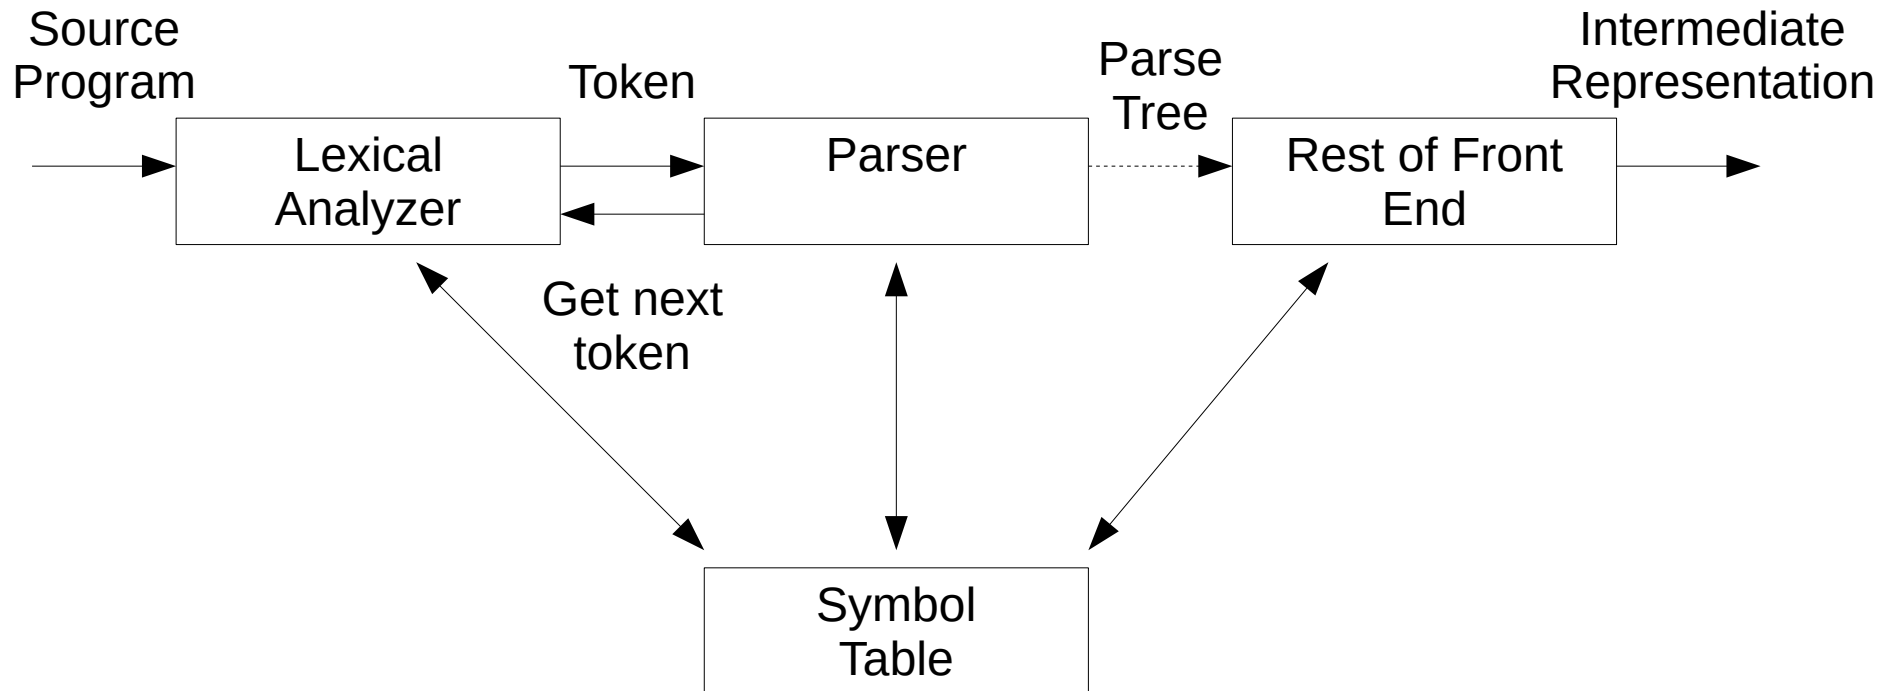 Source
Program
Token
Parse
Tree
Intermediate
Representation
Lexical
Analyzer
Parser
Rest of Front
End
Get next
token
Symbol
Table